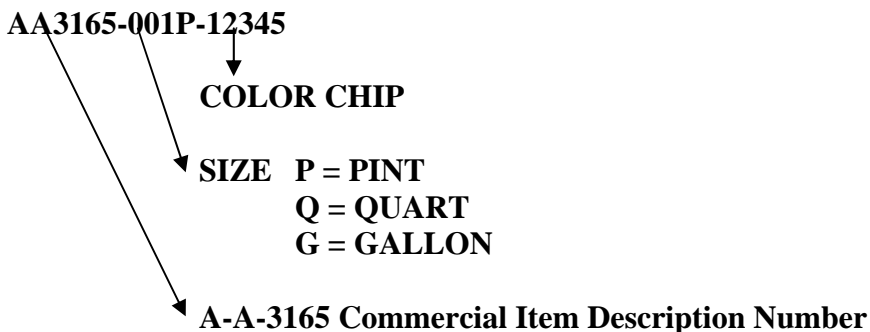 AA3165-001P-12345
COLOR CHIP
SIZE P = PINT
Q = QUART
G = GALLON
A-A-3165 Commercial Item Description Number